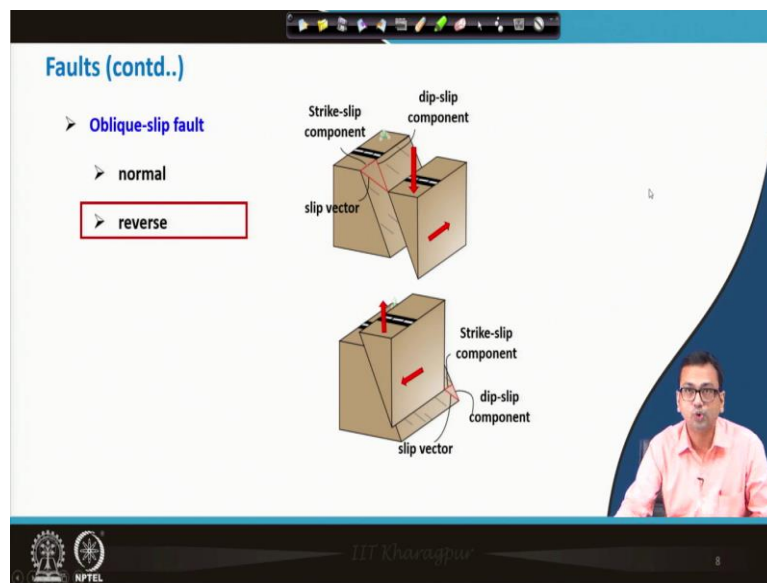 Faults (contd..)
Oblique-slip fault
normal
reverse
Strike-slip
component
dip-slip
component
slip vector
Strike-slip
component
dip-slip
component
slip vector
NPTEL
IIT Kharagpur
8